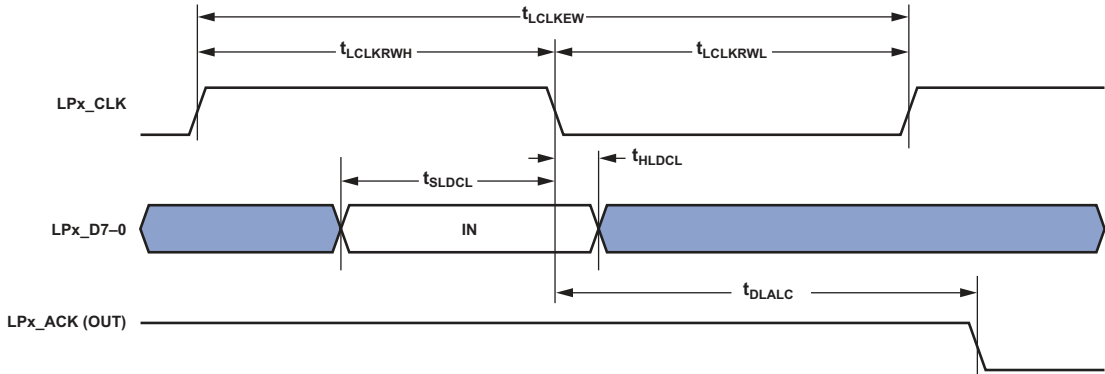 tLCLKEW
tLCLKRWH
tLCLKRWL
LPx_CLK
tHLDCL
tSLDCL
LPx_D7–0
IN
tDLALC
LPx_ACK (OUT)